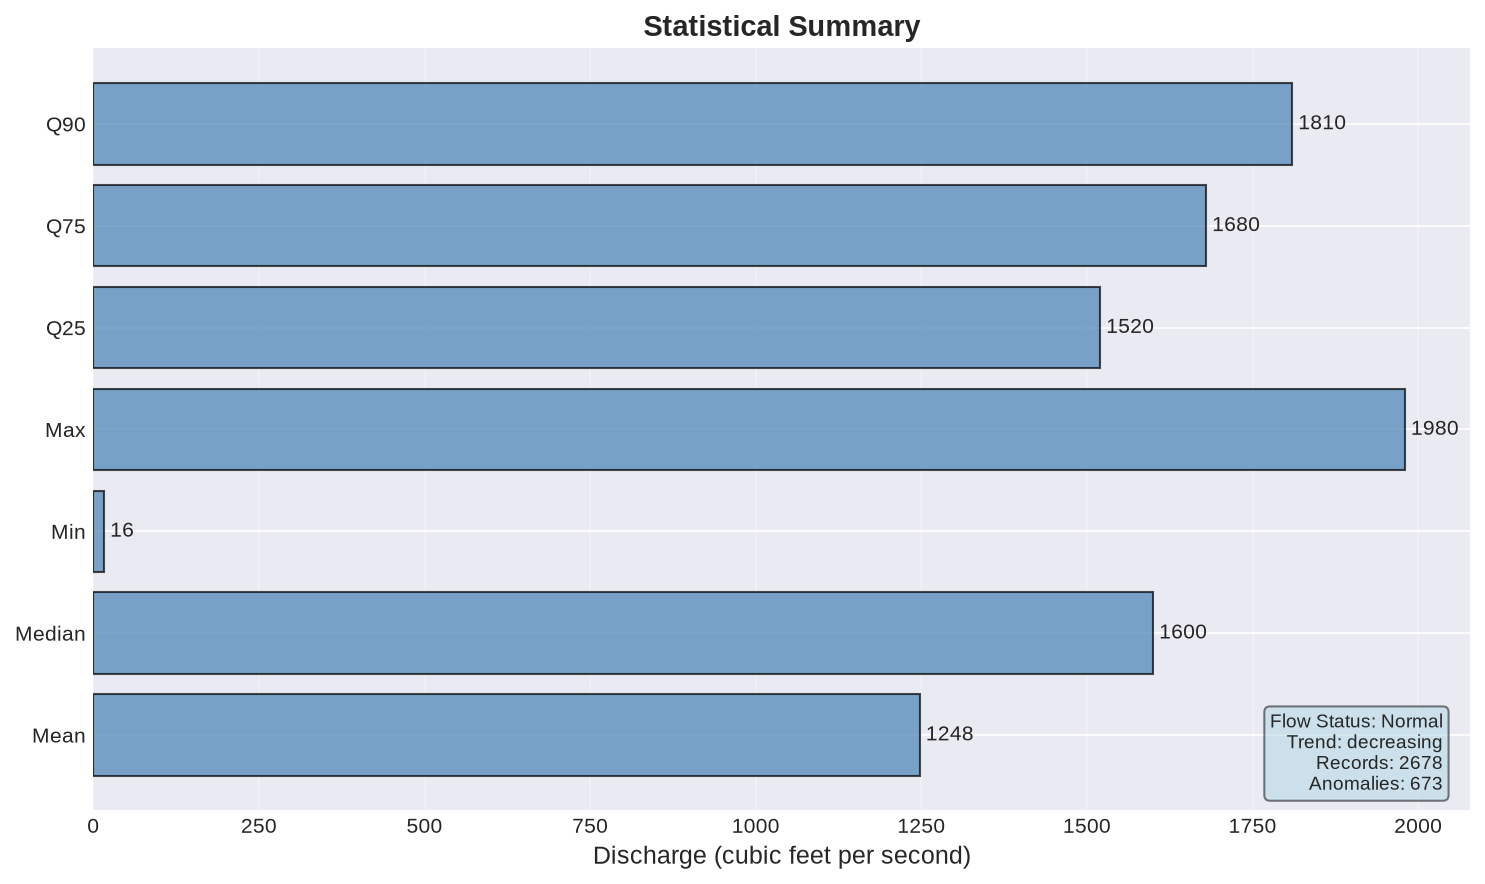 Statistical Summary
Q90
1810
Q75
1680
Q25
1520
Max
1980
Min
16
Median
1600
Mean
1248
Flow Status: Normal
Trend: decreasing
Records: 2678
Anomalies: 673
0 250 500 750 1000 1250 1500 1750 2000
Discharge (cubic feet per second)